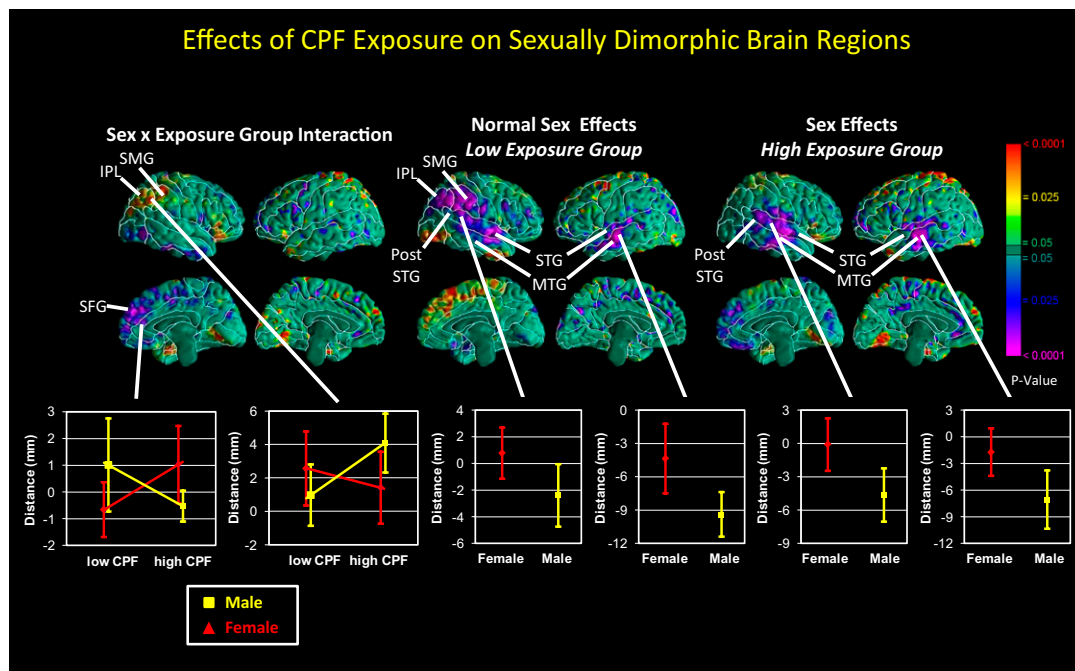 Effects of CPF Exposure on Sexually Dimorphic Brain Regions
Sex x Exposure Group Interaction
Normal Sex Effects
Low Exposure Group
Sex Effects
High Exposure Group
SMG
IPL
SFG
SMG
IPL
Post
STG
STG
MTG
Post
STG
STG
MTG
< 0.0001
= 0.025
= 0.05
= 0.05
= 0.025
< 0.0001
P-Value
Distance (mm)
3
2
1
0
-1
-2
low CPF high CPF
Distance (mm)
6
4
2
0
-2
low CPF high CPF
Distance (mm)
4
2
0
-2
-4
-6
Female Male
Distance (mm)
0
-3
-6
-9
-12
Female Male
Distance (mm)
3
0
-3
-6
-9
Female Male
Distance (mm)
3
0
-3
-6
-9
-12
Female Male
Male
Female